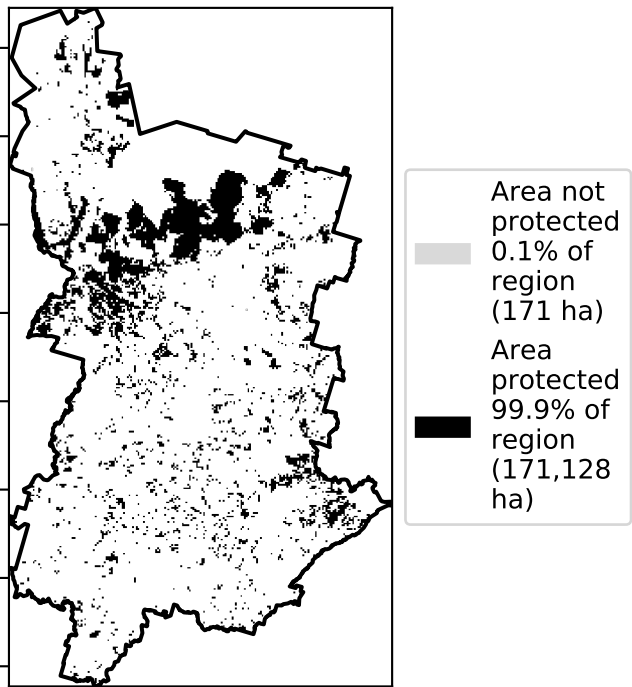 Area not
protected
0.1% of
region
(171 ha)
Area
protected
99.9% of
region
(171,128
ha)